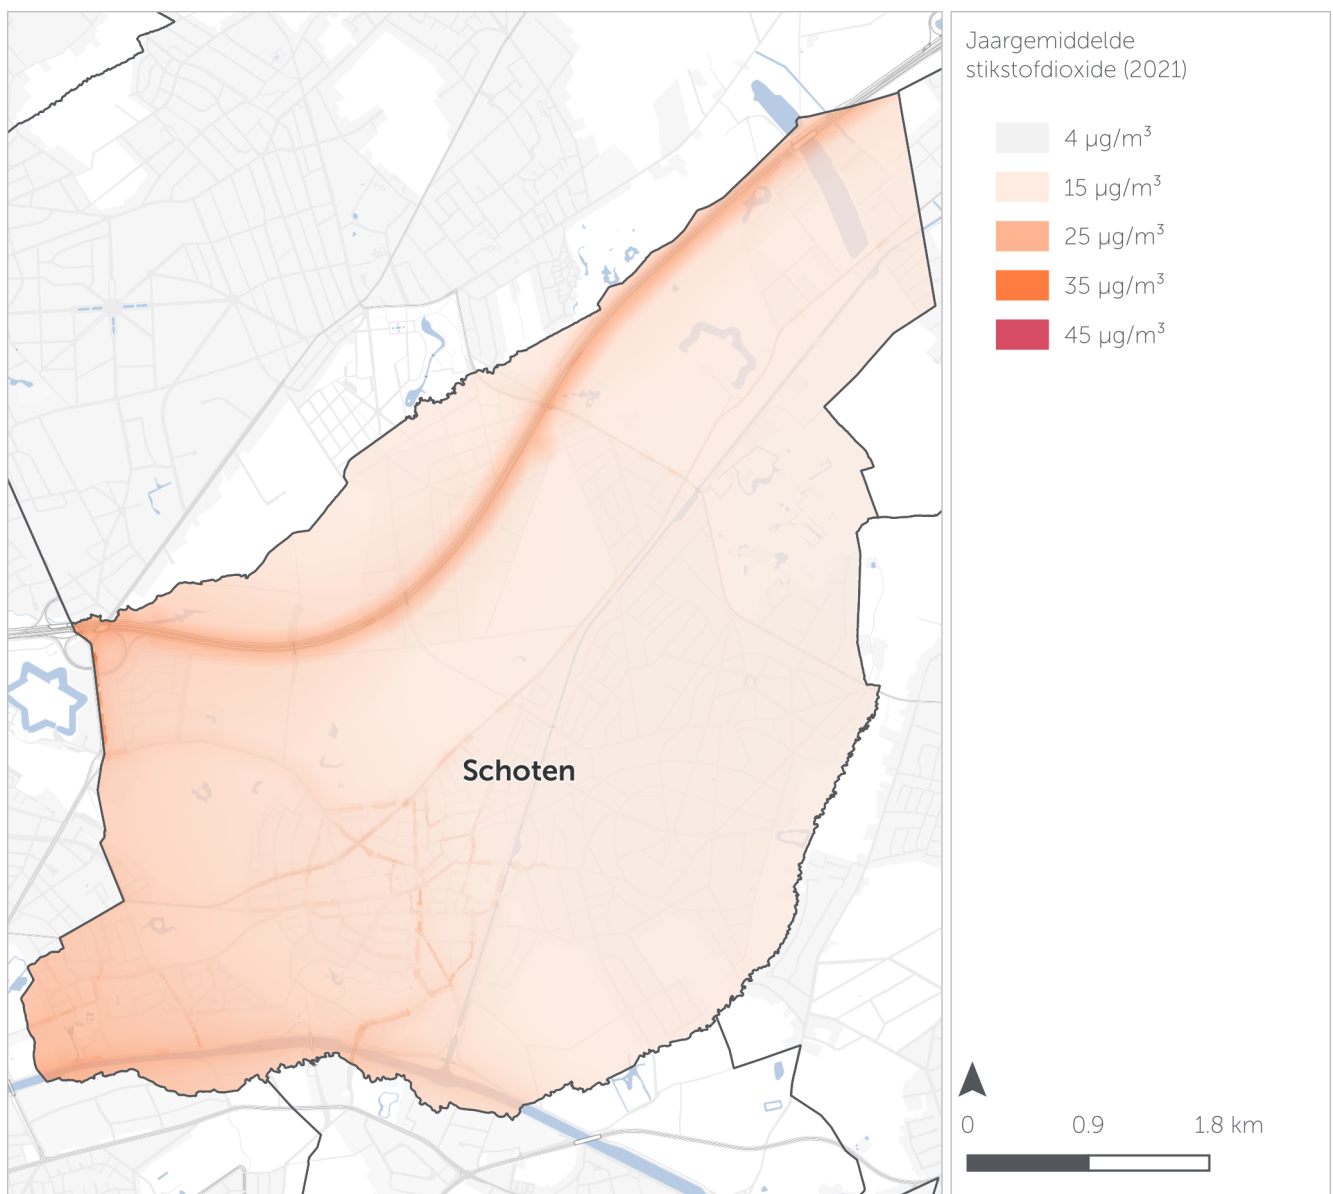 Jaargemiddelde
stikstofdioxide (2021)
4 µg/m³
15 µg/m³
25 µg/m³
35 µg/m³
45 µg/m³
Schoten
0 0.9 1.8 km